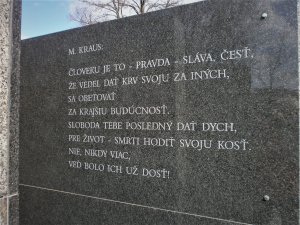 M. KRAUS:
ČLOVEKU JE TO - PRAVDA - SLÁVA, ČESŤ,
ŽE VEDEL DAŤ KRV SVOJU ZA INÝCH,
SA OBETOVAŤ
ZA KRAJŠIU BUDÚCNOSŤ.
SLOBODA TEBE POSLEDNÝ DAŤ DYCH,
PRE ŽIVOT - SMRTI HODIŤ SVOJU KOSŤ.
NIE, NIKDY VIAC,
VEĎ BOLO ICH UŽ DOSŤ!